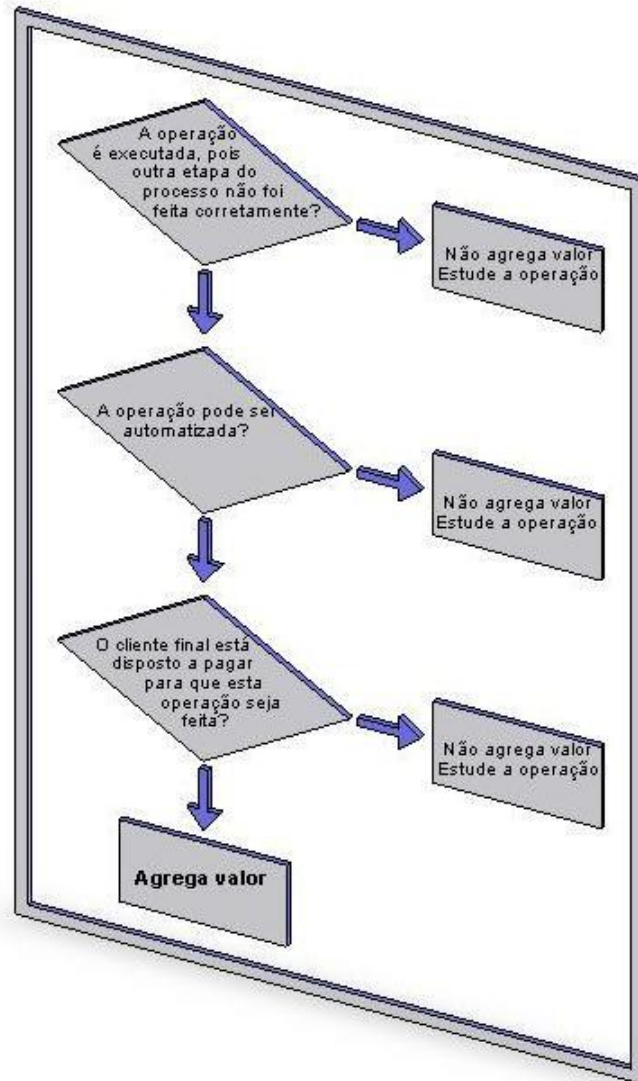 A operação
é executada, pois
outra etapa do
processo não foi
feita corretamente?
Não agrega valor
Estude a operação
A operação pode ser
automatizada?
Não agrega valor
Estude a operação
O cliente final está
disposto a pagar
para que esta
operação seja
feita?
Não agrega valor
Estude a operação
Agrega valor